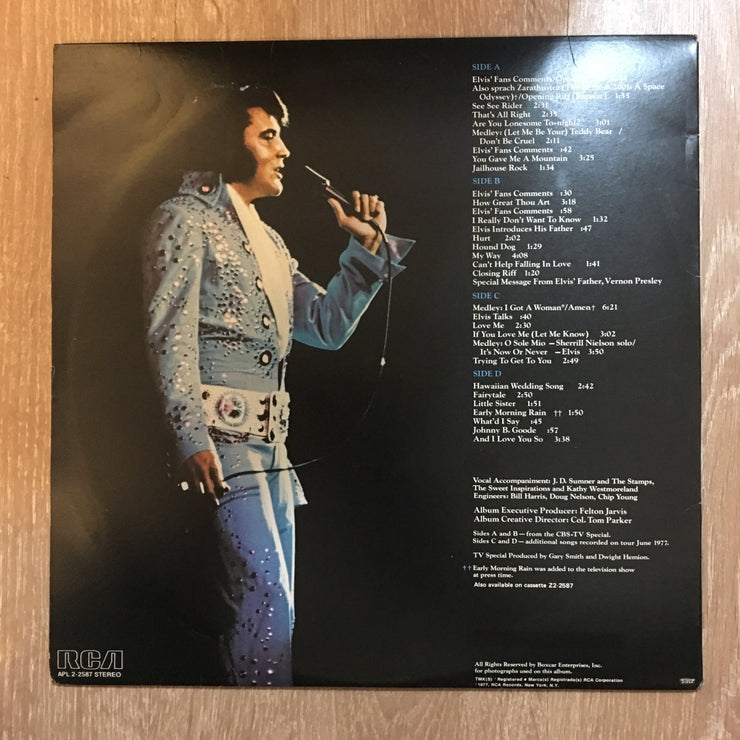 SIDE A
Elvis' Fans Comments/
Also sprach Zarathustra 2001: A Space
Odyssey)†/Opening Riff 1:55
See See Rider 2:31
That's All Right 2:35
Are You Lonesome To-night? 3:01
Medley: (Let Me Be Your) Teddy Bear /
Don't Be Cruel 2:11
Elvis' Fans Comments :42
You Gave Me A Mountain 3:25
Jailhouse Rock 1:34
SIDE B
Elvis' Fans Comments :30
How Great Thou Art 3:18
Elvis' Fans Comments :58
I Really Don't Want To Know 1:32
Elvis Introduces His Father :47
Hurt 2:02
Hound Dog 1:29
My Way 4:08
Can't Help Falling In Love 1:41
Closing Riff 1:20
Special Message From Elvis' Father, Vernon Presley
SIDE C
Medley: I Got A Woman*/Amen† 6:21
Elvis Talks :40
Love Me 2:30
If You Love Me (Let Me Know) 3:02
Medley: O Sole Mio – Sherrill Nielson solo/
It's Now Or Never – Elvis 3:50
Trying To Get To You 2:49
SIDE D
Hawaiian Wedding Song 2:42
Fairytale 2:50
Little Sister 1:51
Early Morning Rain †† 1:50
What'd I Say :45
Johnny B. Goode :57
And I Love You So 3:38
Vocal Accompaniment: J. D. Sumner and The Stamps,
The Sweet Inspirations and Kathy Westmoreland
Engineers: Bill Harris, Doug Nelson, Chip Young
Album Executive Producer: Felton Jarvis
Album Creative Director: Col. Tom Parker
Sides A and B – from the CBS-TV Special.
Sides C and D – additional songs recorded on tour June 1977.
TV Special Produced by Gary Smith and Dwight Hemion.
†† Early Morning Rain was added to the television show
at press time.
Also available on cassette Z2-2587
RCA
APL 2-2587 STEREO
All Rights Reserved by Boxcar Enterprises, Inc.
for photographs used on this album.
TMK(S) ® Registered • Marca(s) Registrada(s) RCA Corporation
1977, RCA Records, New York, N.Y.